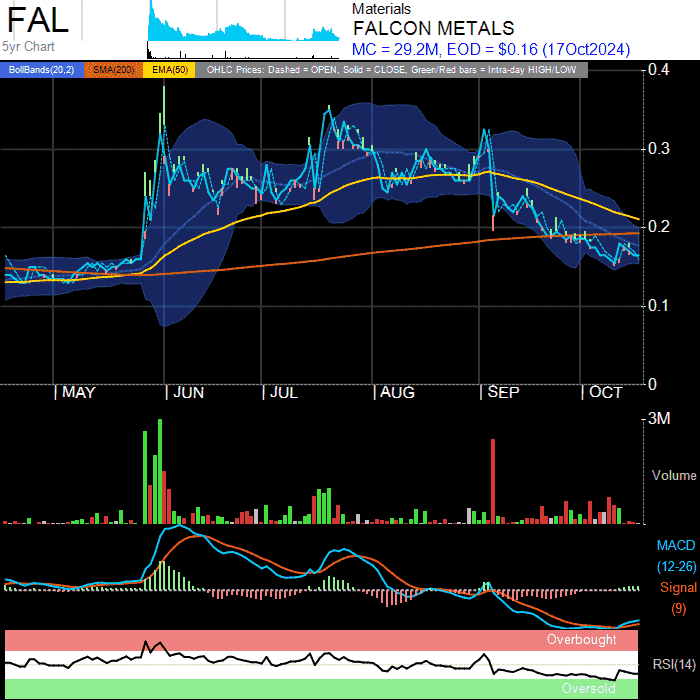 FAL
5yr Chart
Materials
FALCON METALS
MC = 29.2M, EOD = $0.16 (17Oct2024)
BollBands(20,2) SMA(200) EMA(50) OHLC Prices: Dashed = OPEN, Solid = CLOSE, Green/Red bars = Intra-day HIGH/LOW
0.4
0.3
0.2
0.1
0
MAY JUN JUL AUG SEP OCT
3M
Volume
MACD
(12-26)
Signal
(9)
Overbought
RSI(14)
Oversold